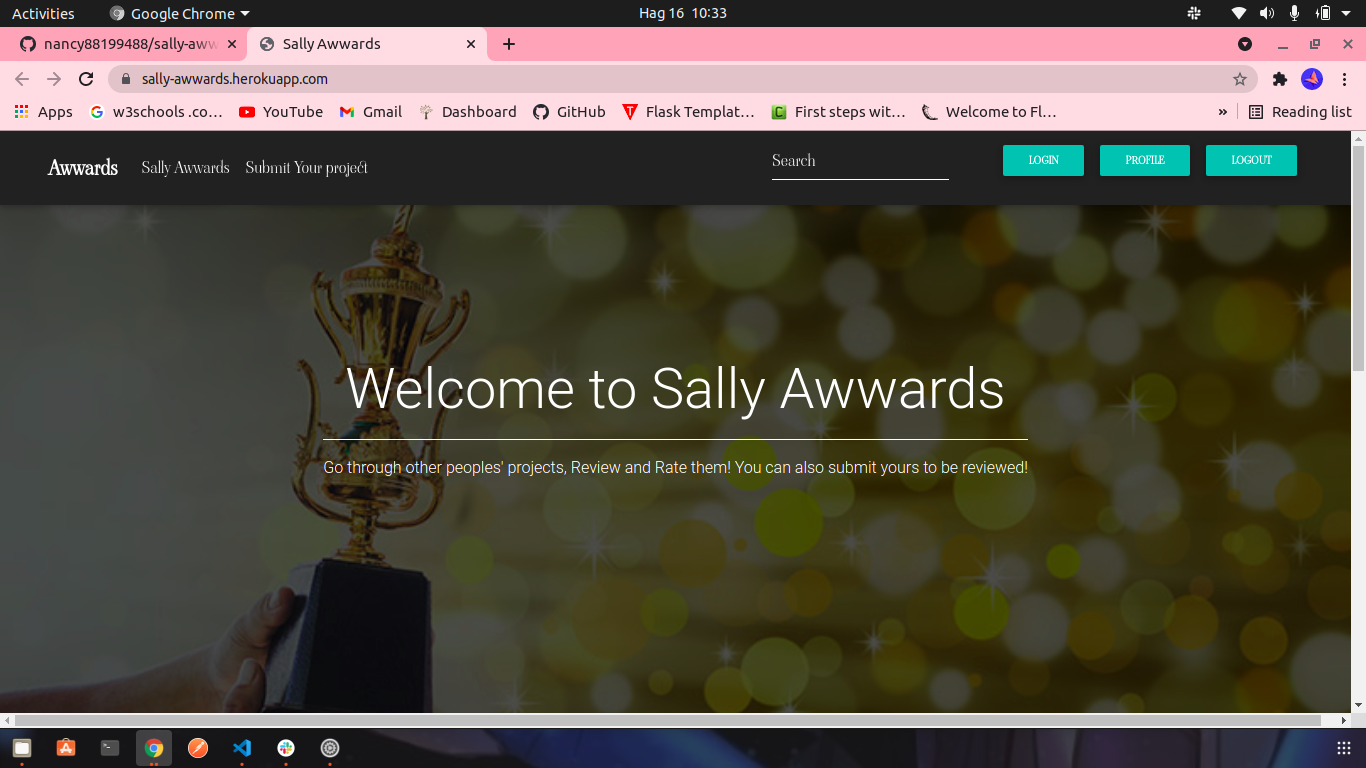 Activities Google Chrome Hag 16 10:33
nancy88199488/sally-aww Sally Awwards
sally-awwards.herokuapp.com
Apps w3schools .co… YouTube Gmail Dashboard GitHub Flask Templat… First steps wit… Welcome to Fl… » Reading list
Awwards Sally Awwards Submit Your project Search LOGIN PROFILE LOGOUT
Welcome to Sally Awwards
Go through other peoples' projects, Review and Rate them! You can also submit yours to be reviewed!